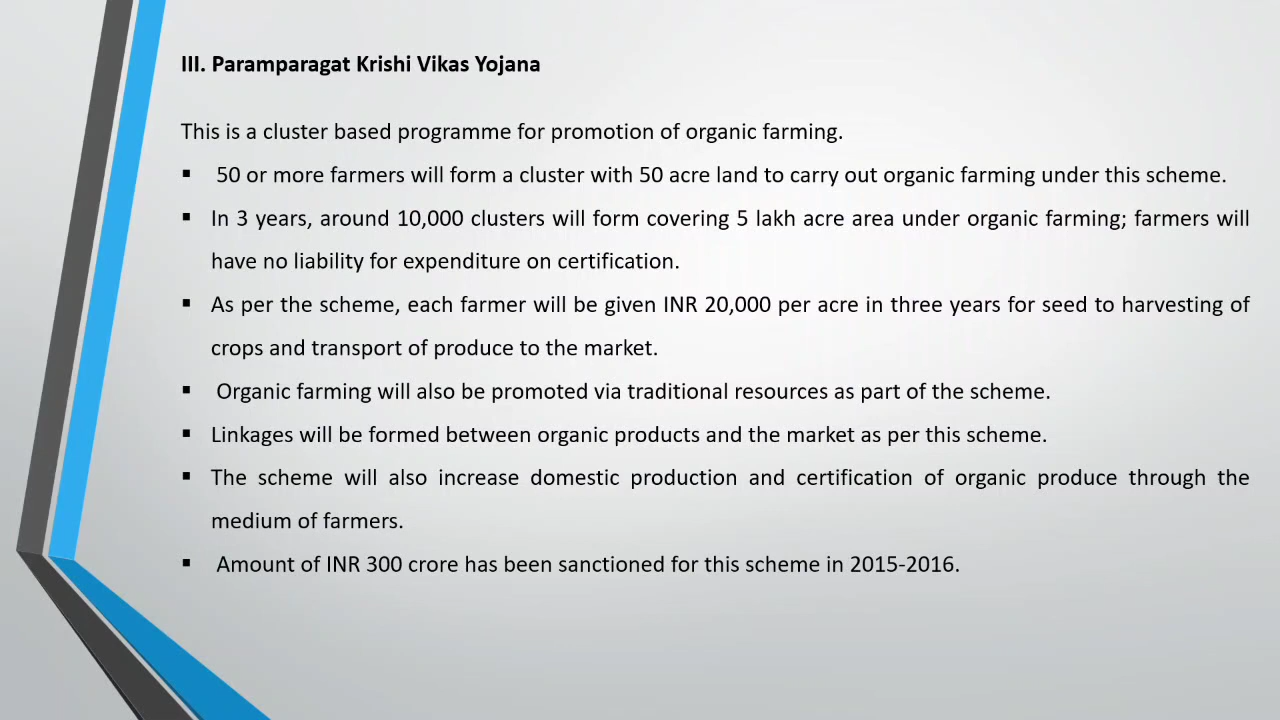 III. Paramparagat Krishi Vikas Yojana
This is a cluster based programme for promotion of organic farming.
▪ 50 or more farmers will form a cluster with 50 acre land to carry out organic farming under this scheme.
▪ In 3 years, around 10,000 clusters will form covering 5 lakh acre area under organic farming; farmers will
have no liability for expenditure on certification.
▪ As per the scheme, each farmer will be given INR 20,000 per acre in three years for seed to harvesting of
crops and transport of produce to the market.
▪ Organic farming will also be promoted via traditional resources as part of the scheme.
▪ Linkages will be formed between organic products and the market as per this scheme.
▪ The scheme will also increase domestic production and certification of organic produce through the
medium of farmers.
▪ Amount of INR 300 crore has been sanctioned for this scheme in 2015-2016.